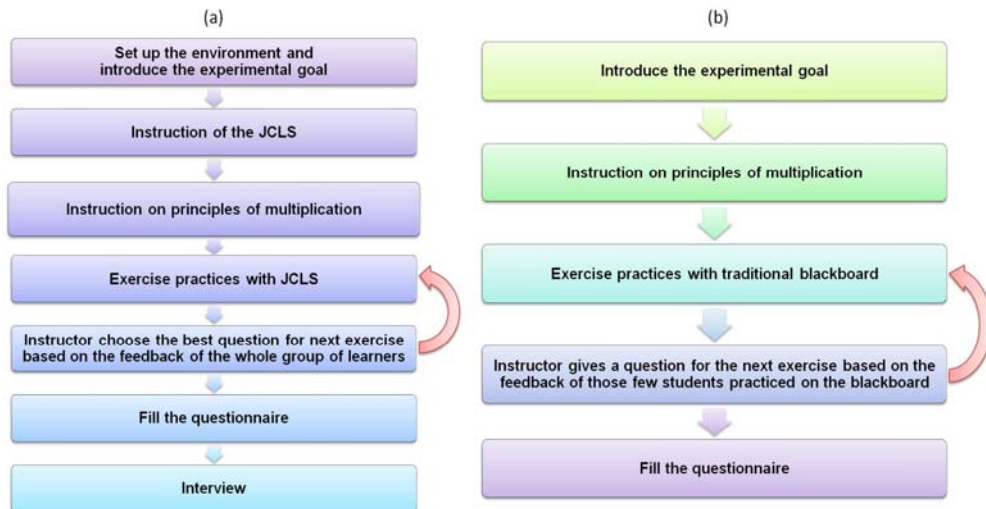 (a)
Set up the environment and
introduce the experimental goal
Instruction of the JCLS
Instruction on principles of multiplication
Exercise practices with JCLS
Instructor choose the best question for next exercise
based on the feedback of the whole group of learners
Fill the questionnaire
Interview
(b)
Introduce the experimental goal
Instruction on principles of multiplication
Exercise practices with traditional blackboard
Instructor gives a question for the next exercise based on the
feedback of those few students practiced on the blackboard
Fill the questionnaire